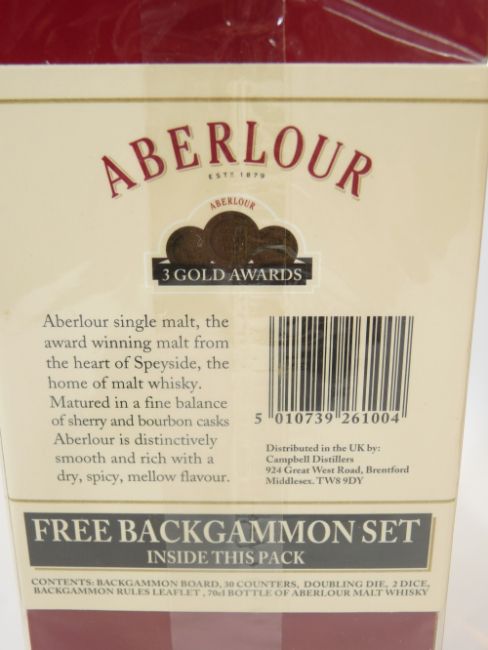 ABERLOUR
ESTD 1879
ABERLOUR
3 GOLD AWARDS
Aberlour single malt, the
award winning malt from
the heart of Speyside, the
home of malt whisky.
Matured in a fine balance
of sherry and bourbon casks
Aberlour is distinctively
smooth and rich with a
dry, spicy, mellow flavour.
5 010739 261004
Distributed in the UK by:
Campbell Distillers
924 Great West Road, Brentford
Middlesex. TW8 9DY
FREE BACKGAMMON SET
INSIDE THIS PACK
CONTENTS: BACKGAMMON BOARD, 30 COUNTERS, DOUBLING DIE, 2 DICE,
BACKGAMMON RULES LEAFLET , 70cl BOTTLE OF ABERLOUR MALT WHISKY